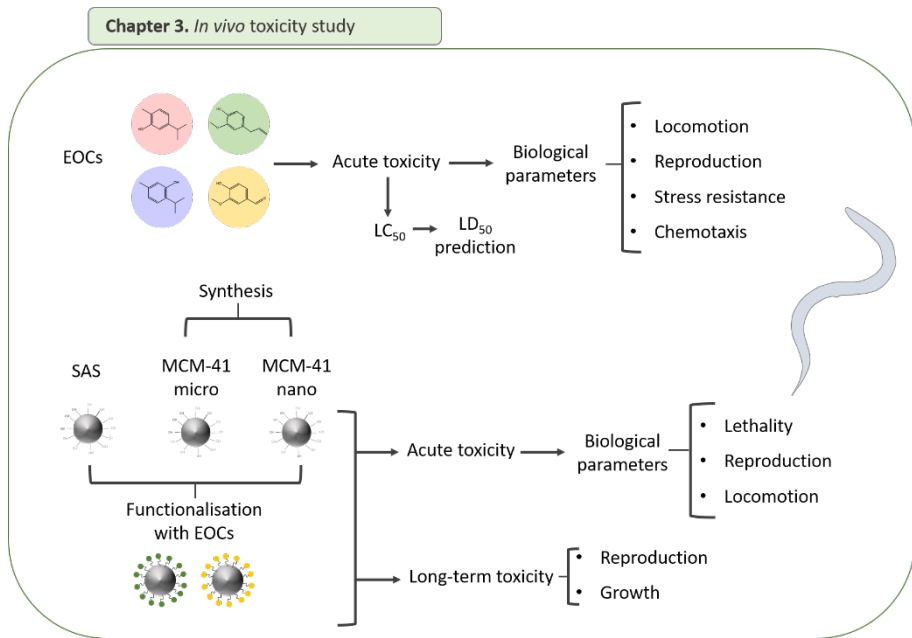 Chapter 3. In vivo toxicity study
EOCs
Acute toxicity
Biological
parameters
• Locomotion
• Reproduction
• Stress resistance
• Chemotaxis
LC50
LD50
prediction
Synthesis
SAS
MCM-41
micro
MCM-41
nano
Functionalisation
with EOCs
Acute toxicity
Biological
parameters
• Lethality
• Reproduction
• Locomotion
Long-term toxicity
• Reproduction
• Growth